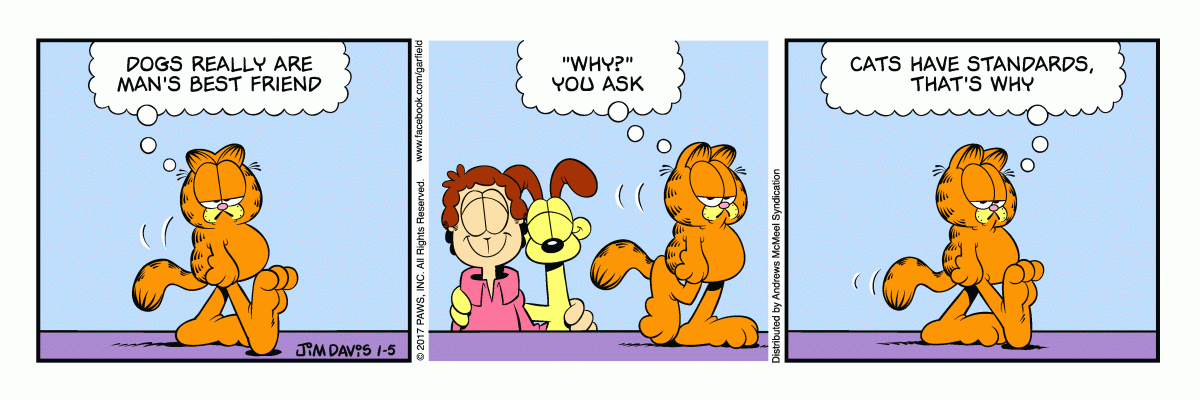 DOGS REALLY ARE
MAN'S BEST FRIEND
JIM DAVIS 1-5
© 2017 PAWS, INC. All Rights Reserved. www.facebook.com/garfield
"WHY?"
YOU ASK
Distributed by Andrews McMeel Syndication
CATS HAVE STANDARDS,
THAT'S WHY